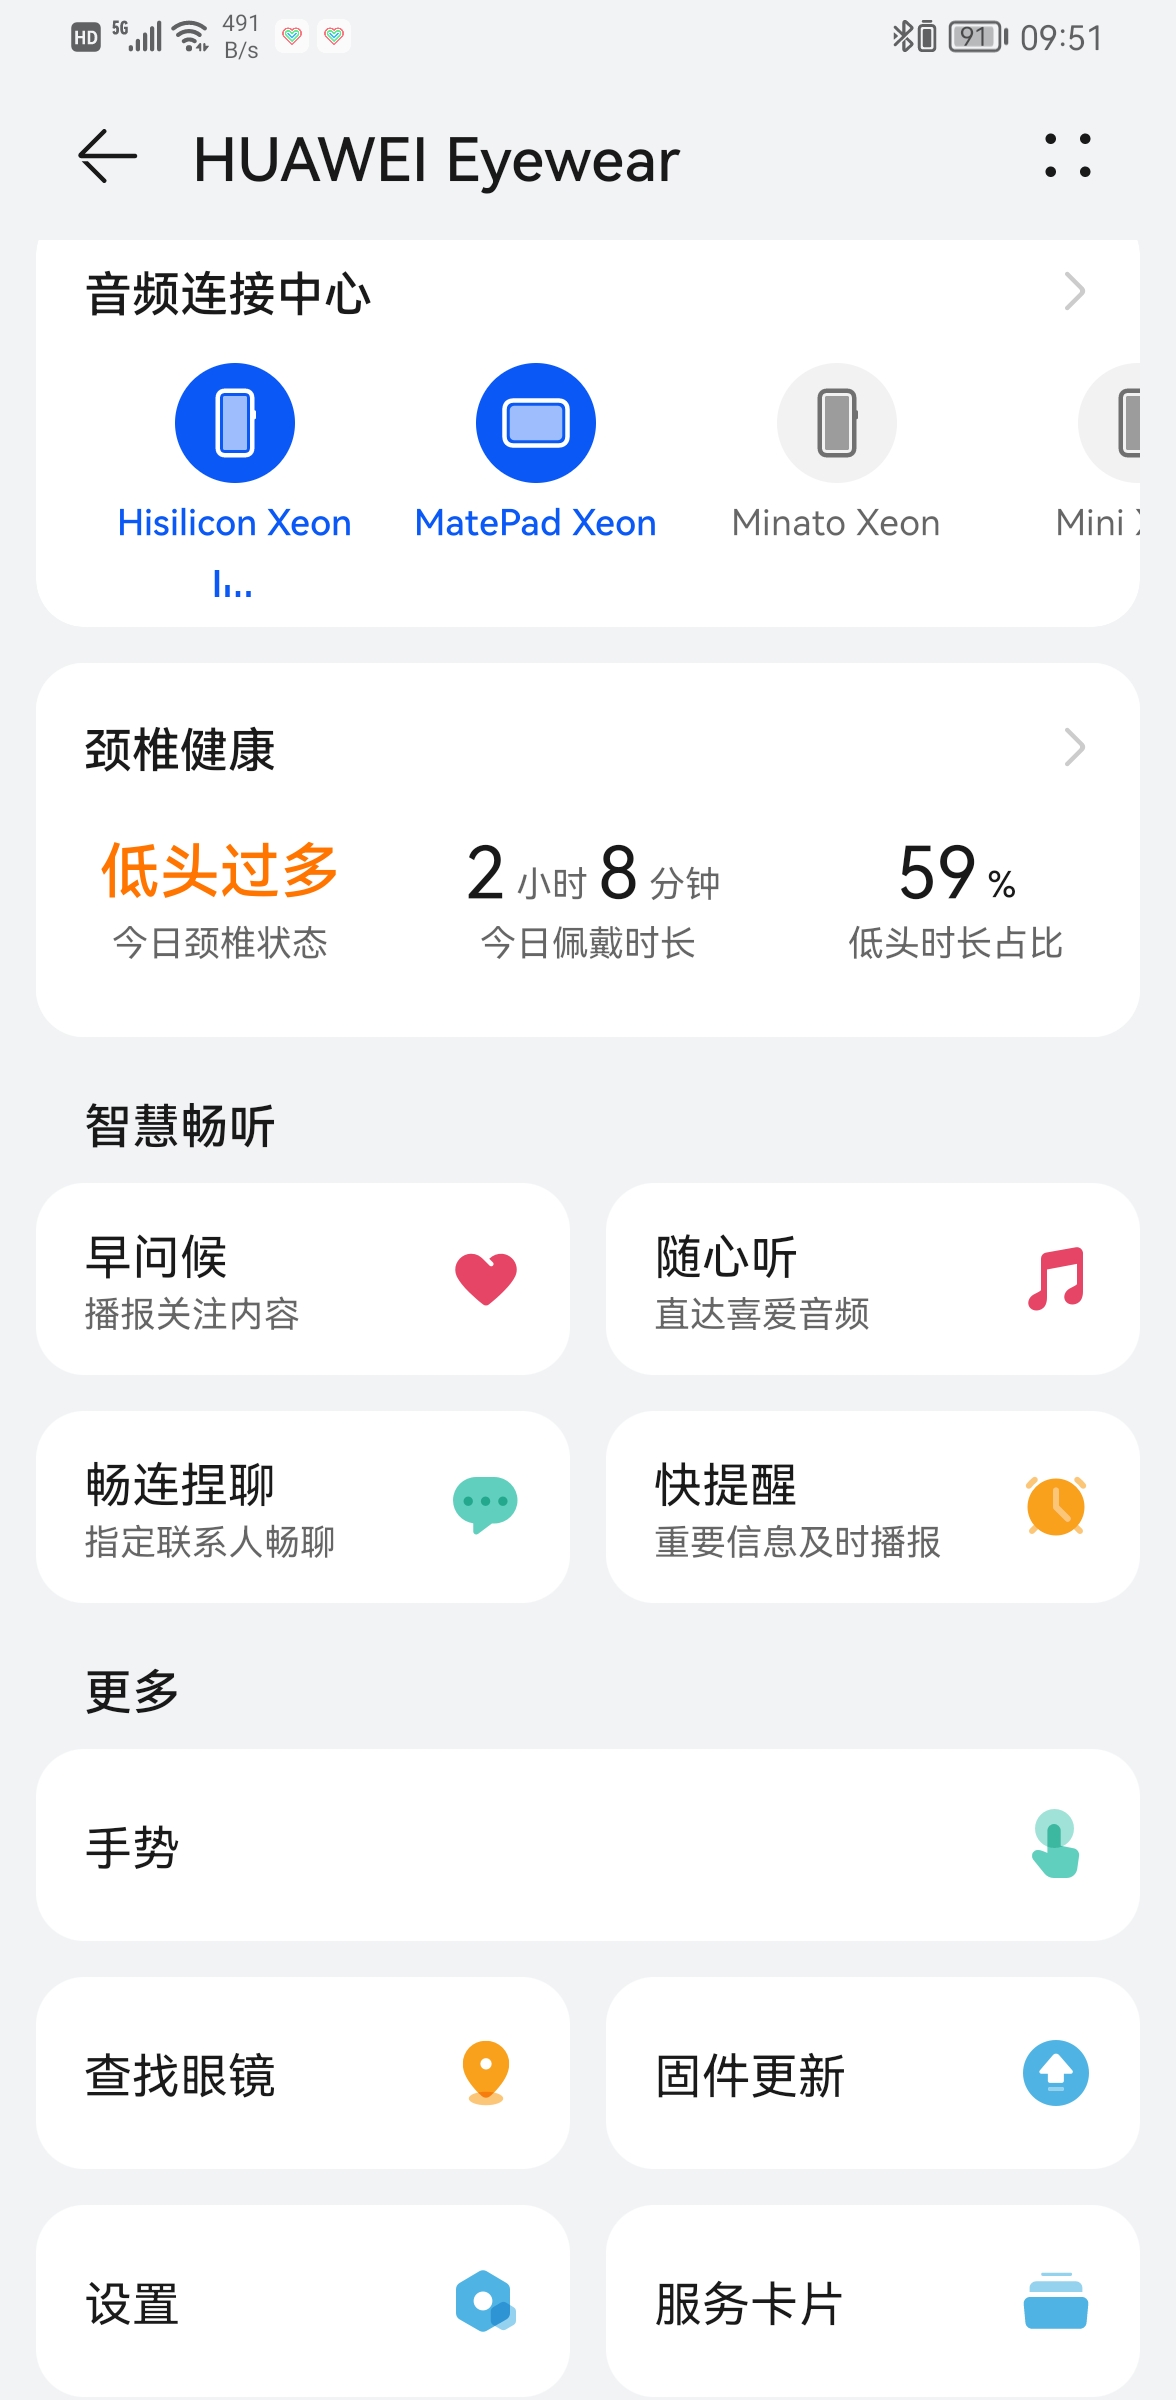 HD 5G 491 B/s 91 09:51
HUAWEI Eyewear
音频连接中心
Hisilicon Xeon MatePad Xeon Minato Xeon Mini
颈椎健康
低头过多 2 小时 8 分钟 59 %
今日颈椎状态 今日佩戴时长 低头时长占比
智慧畅听
早问候 随心听
播报关注内容 直达喜爱音频
畅连捏聊 快提醒
指定联系人畅聊 重要信息及时播报
更多
手势
查找眼镜 固件更新
设置 服务卡片